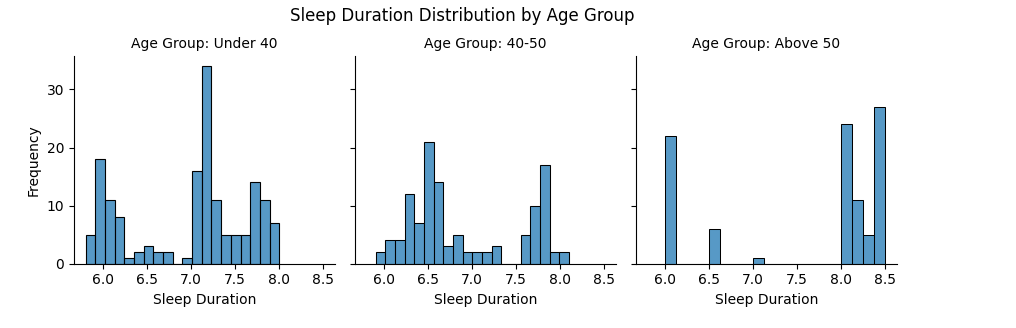 Sleep Duration Distribution by Age Group
Age Group: Under 40
Age Group: 40-50
Age Group: Above 50
Frequency
30
20
10
0
6.0 6.5 7.0 7.5 8.0 8.5
6.0 6.5 7.0 7.5 8.0 8.5
6.0 6.5 7.0 7.5 8.0 8.5
Sleep Duration
Sleep Duration
Sleep Duration